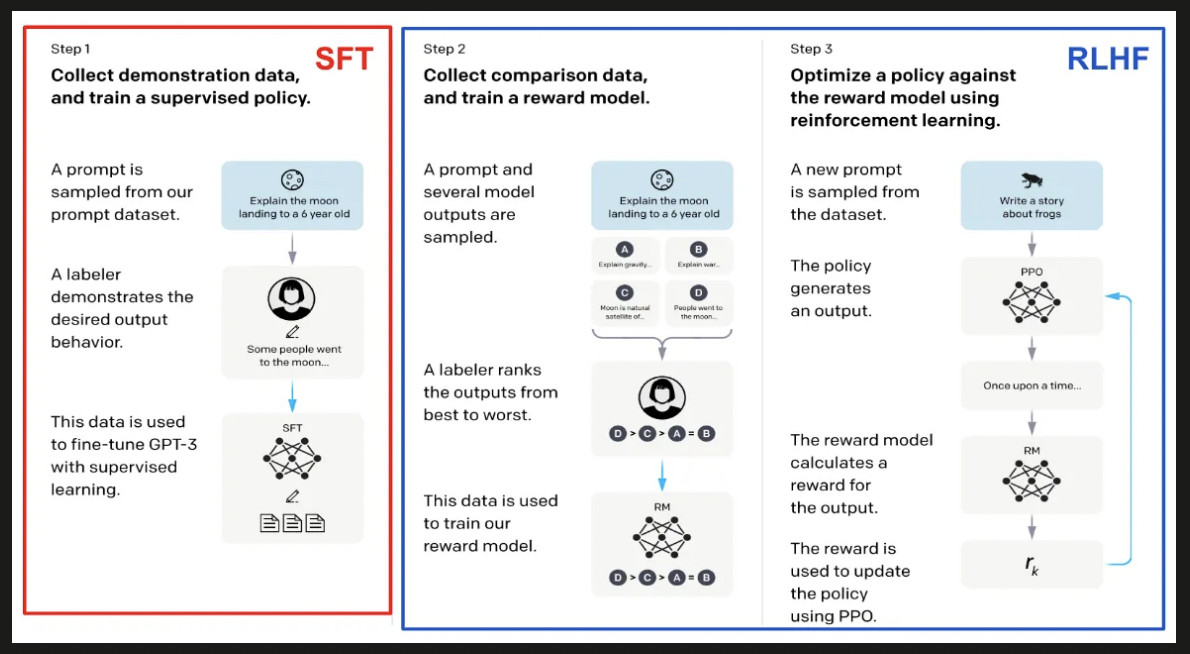 Step 1
SFT
Collect demonstration data,
and train a supervised policy.
A prompt is
sampled from our
prompt dataset.
Explain the moon
landing to a 6 year old
A labeler
demonstrates the
desired output
behavior.
Some people went
to the moon...
This data is used
to fine-tune GPT-3
with supervised
learning.
SFT
Step 2
Collect comparison data,
and train a reward model.
A prompt and
several model
outputs are
sampled.
Explain the moon
landing to a 6 year old
A
Explain gravity...
B
Explain war...
C
Moon is natural
satellite of...
D
People went to
the moon...
A labeler ranks
the outputs from
best to worst.
D > C > A = B
This data is used
to train our
reward model.
RM
D > C > A = B
Step 3
RLHF
Optimize a policy against
the reward model using
reinforcement learning.
A new prompt
is sampled from
the dataset.
Write a story
about frogs
The policy
generates
an output.
PPO
Once upon a time...
The reward model
calculates a
reward for
the output.
RM
The reward is
used to update
the policy
using PPO.
rk